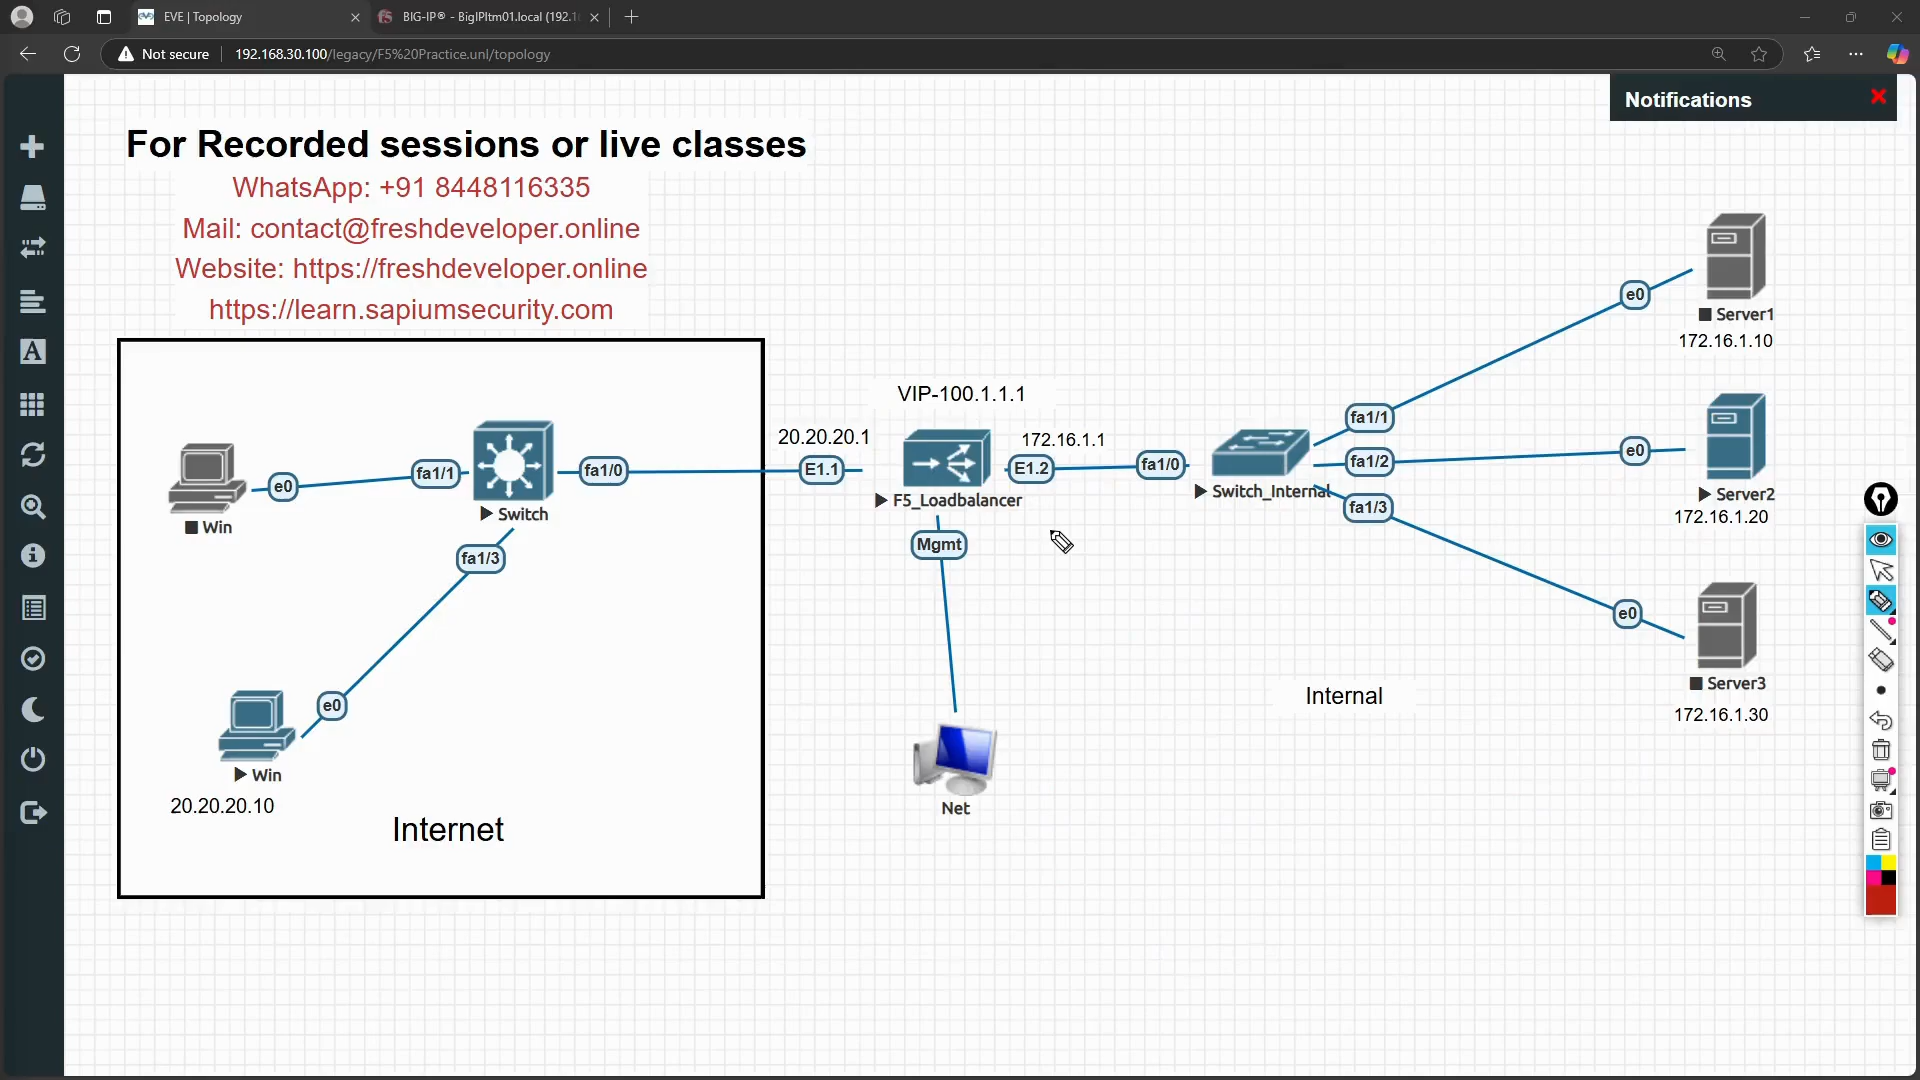 EVE | Topology
BIG-IP® - BigIPltm01.local (192.1
Not secure
192.168.30.100/legacy/F5%20Practice.unl/topology
Notifications
For Recorded sessions or live classes
WhatsApp: +91 8448116335
Mail: contact@freshdeveloper.online
Website: https://freshdeveloper.online
https://learn.sapiumsecurity.com
e0
Server1
172.16.1.10
VIP-100.1.1.1
fa1/1
20.20.20.1
172.16.1.1
e0
fa1/1
fa1/0
E1.1
E1.2
fa1/0
fa1/2
e0
Win
Switch
F5_Loadbalancer
Switch_Internal
fa1/3
Server2
172.16.1.20
fa1/3
Mgmt
e0
Server3
172.16.1.30
Internal
e0
Win
20.20.20.10
Internet
Net